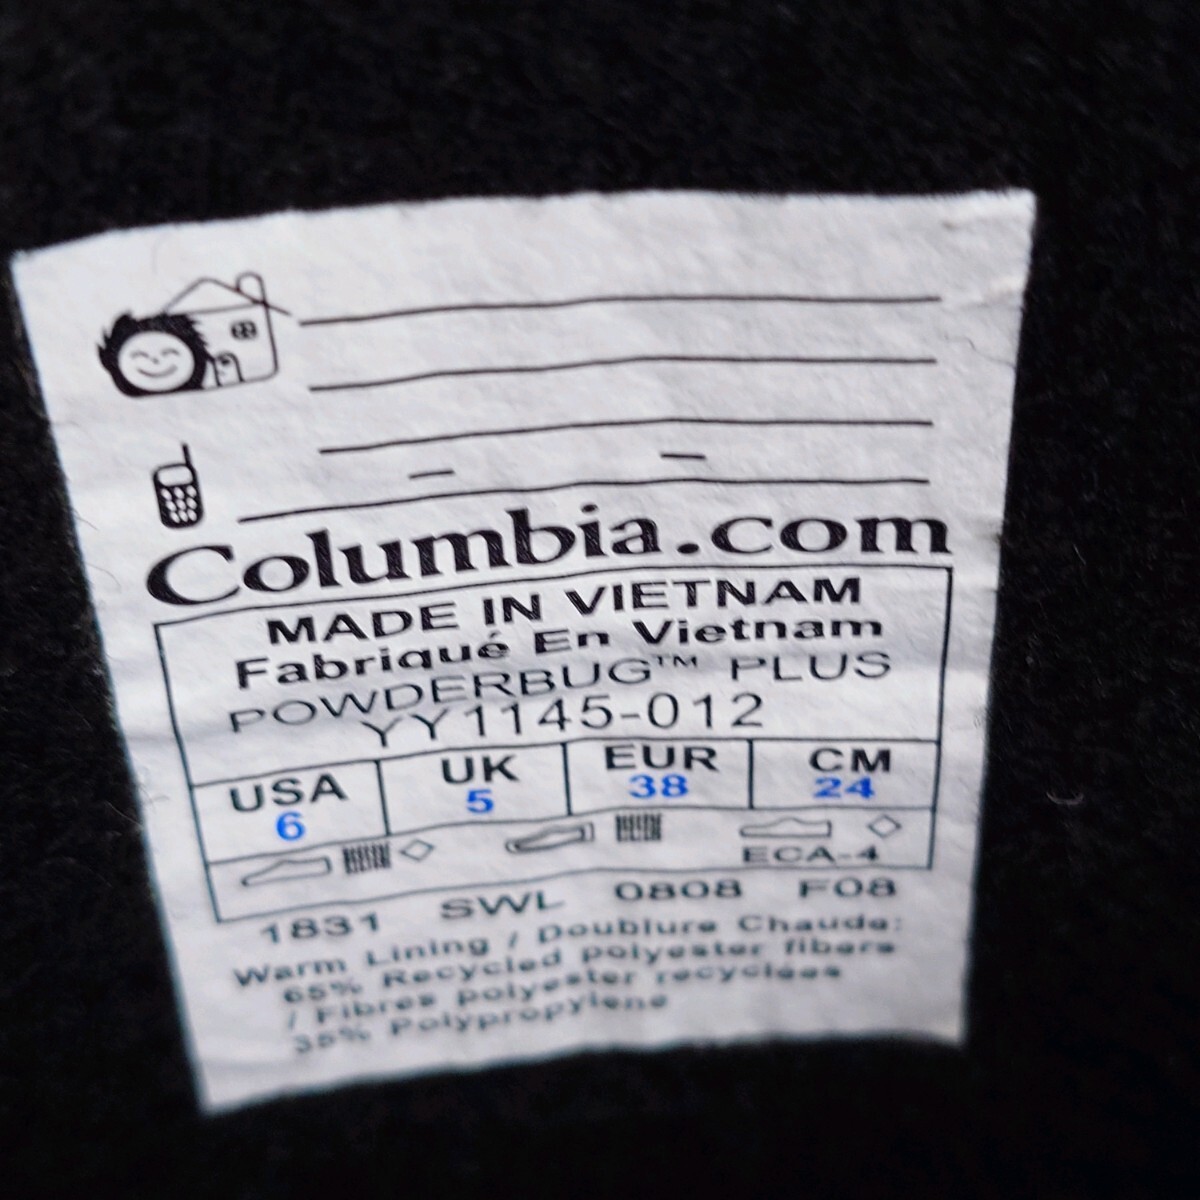 Columbia.com
MADE IN VIETNAM
Fabriqué En Vietnam
POWDERBUG™ PLUS
YY1145-012
USA UK EUR CM
6 5 38 24
ECA-4
1831 SWL 0808 F08
Warm Lining / Doublure Chaude:
65% Recycled polyester fibers
/ Fibres polyester recyclées
35% Polypropylene